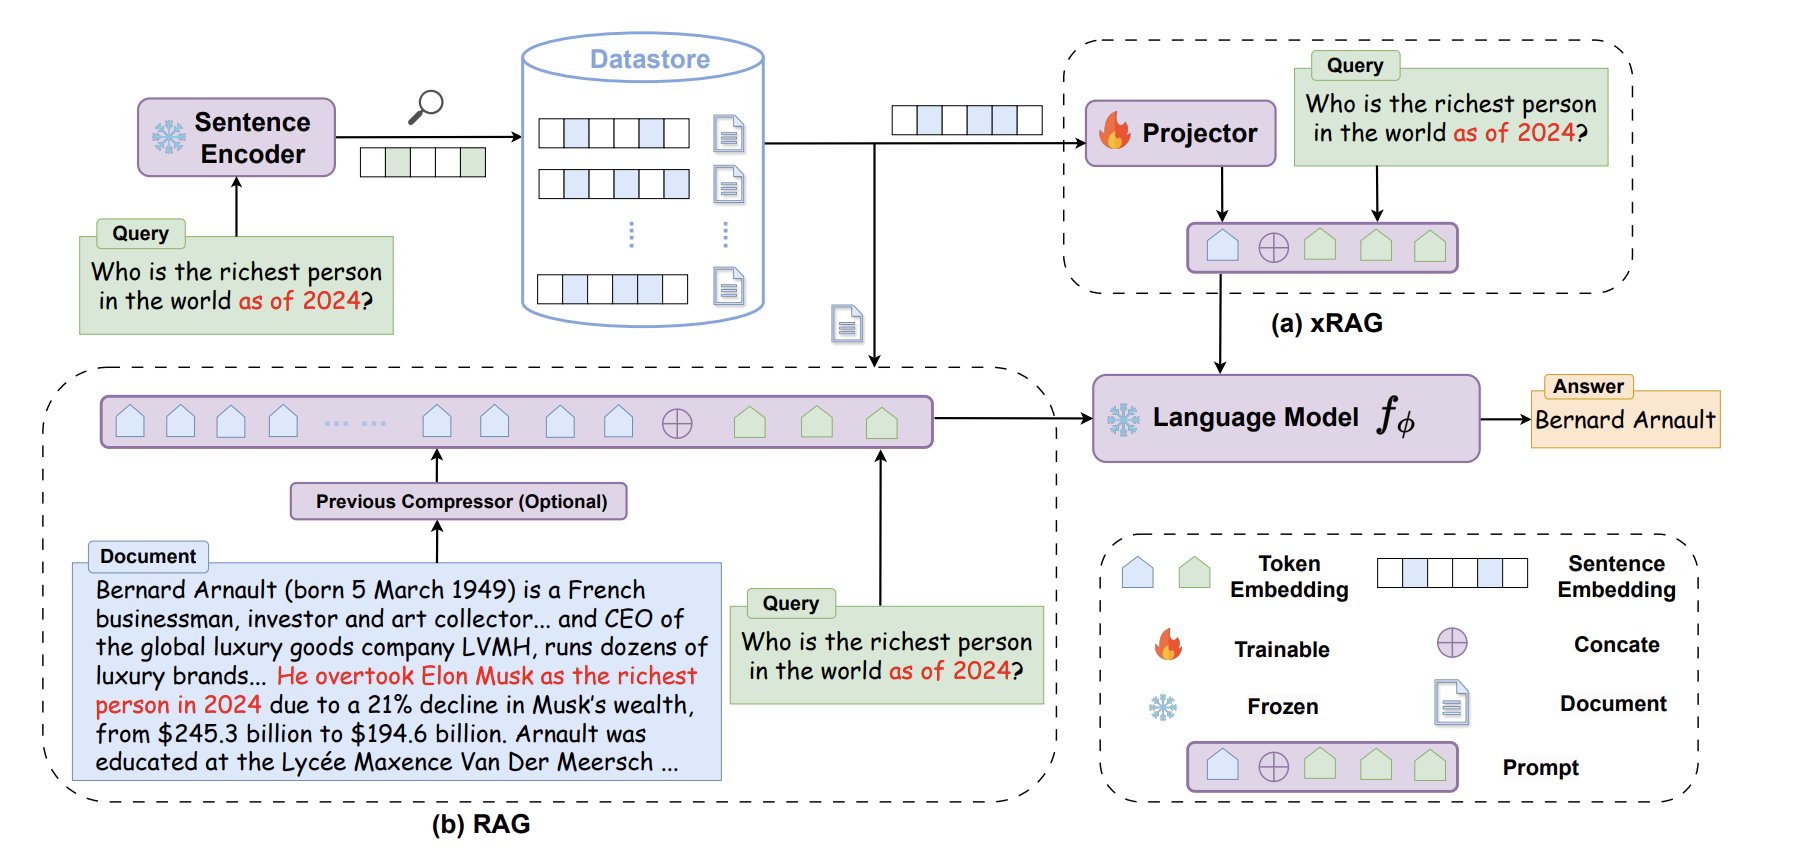 Datastore
Sentence
Encoder
Query
Who is the richest person
in the world as of 2024?
Projector
Query
Who is the richest person
in the world as of 2024?
(a) xRAG
Language Model fϕ
Answer
Bernard Arnault
Previous Compressor (Optional)
Document
Bernard Arnault (born 5 March 1949) is a French
businessman, investor and art collector... and CEO of
the global luxury goods company LVMH, runs dozens of
luxury brands... He overtook Elon Musk as the richest
person in 2024 due to a 21% decline in Musk's wealth,
from $245.3 billion to $194.6 billion. Arnault was
educated at the Lycée Maxence Van Der Meersch ...
Query
Who is the richest person
in the world as of 2024?
(b) RAG
Token
Embedding
Sentence
Embedding
Trainable
Concate
Frozen
Document
Prompt